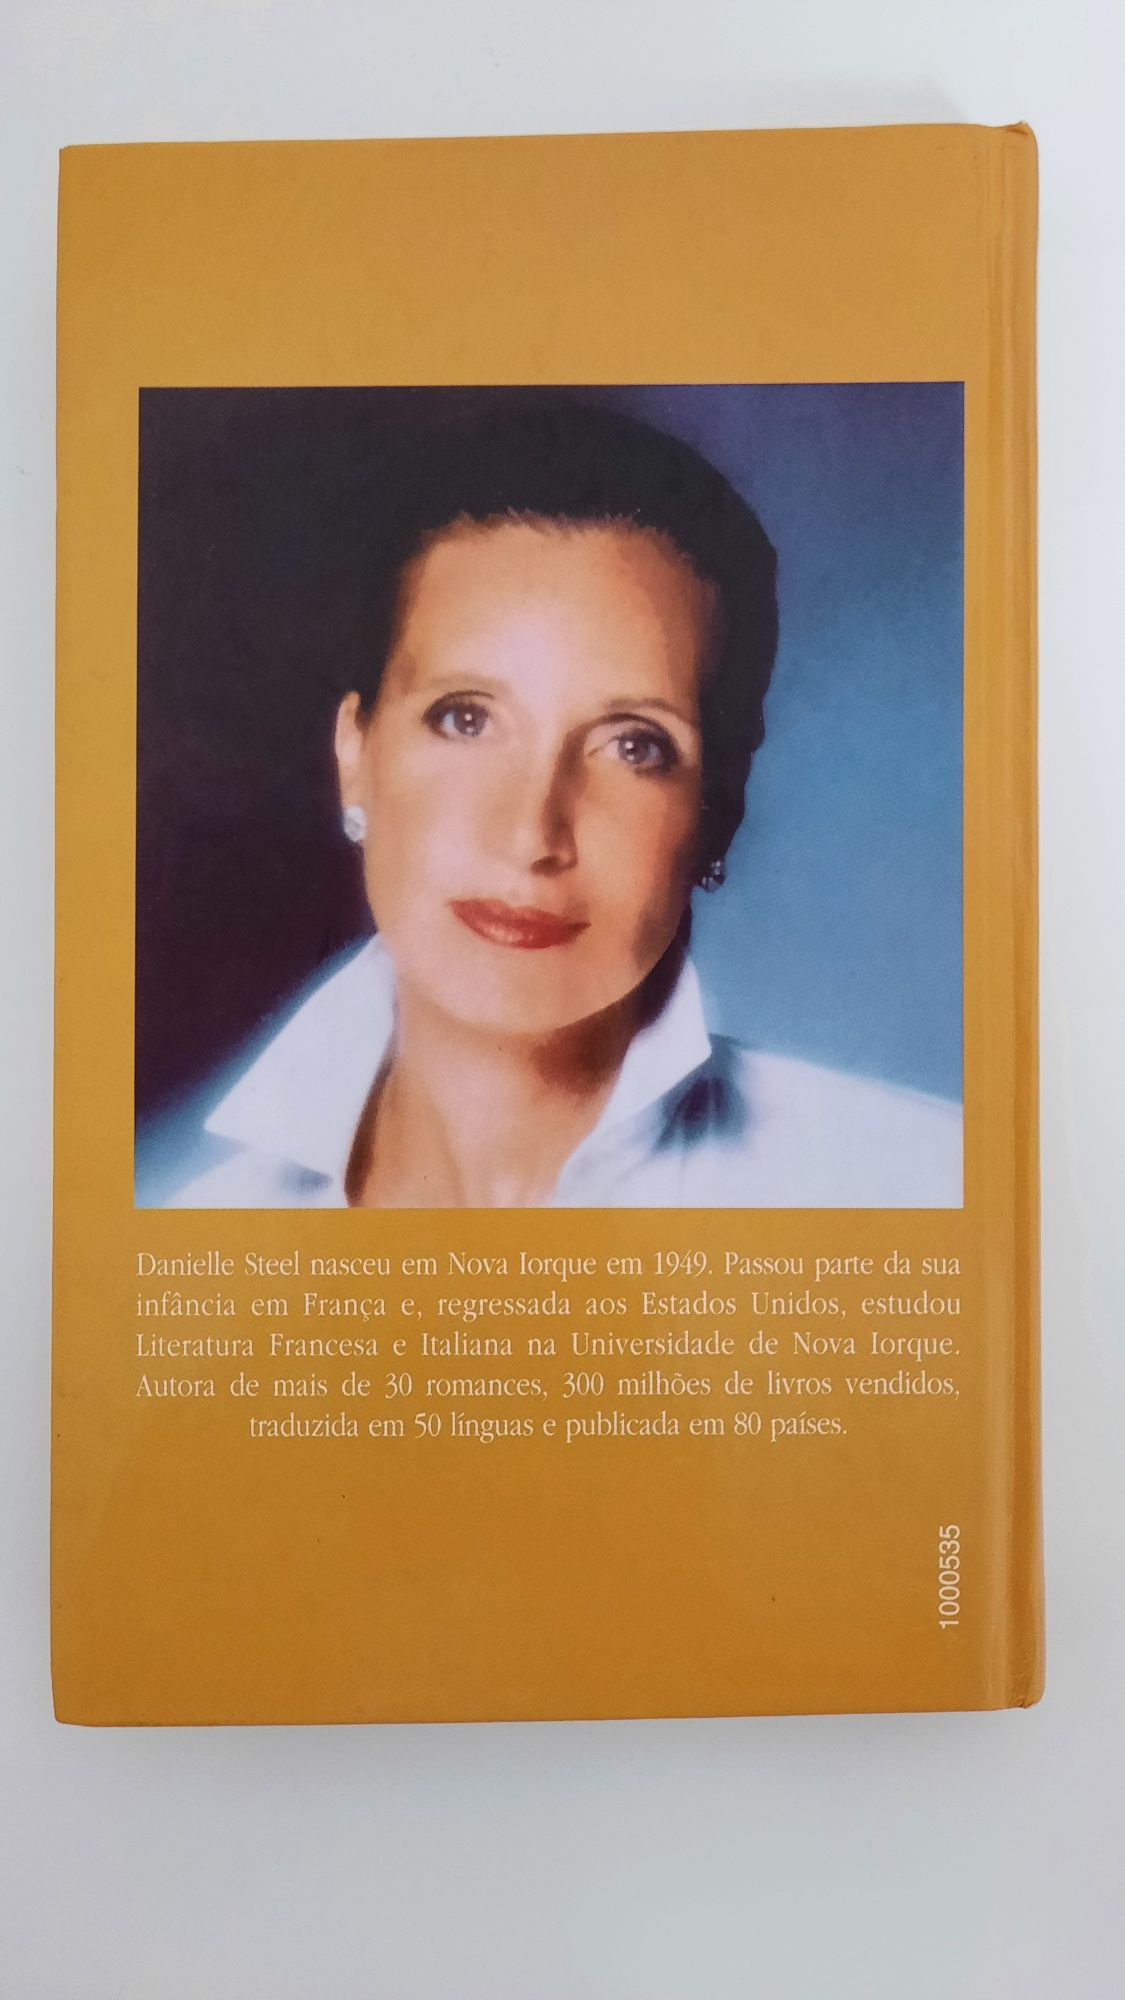 Danielle Steel nasceu em Nova Iorque em 1949. Passou parte da sua
infância em França e, regressada aos Estados Unidos, estudou
Literatura Francesa e Italiana na Universidade de Nova Iorque.
Autora de mais de 30 romances, 300 milhões de livros vendidos,
traduzida em 50 línguas e publicada em 80 países.
1000535